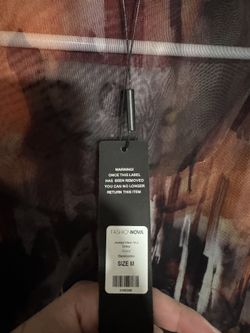 WARNING!
ONCE THIS LABEL
HAS BEEN REMOVED
YOU CAN NO LONGER
RETURN THIS ITEM
FASHION NOVA
SIZE M